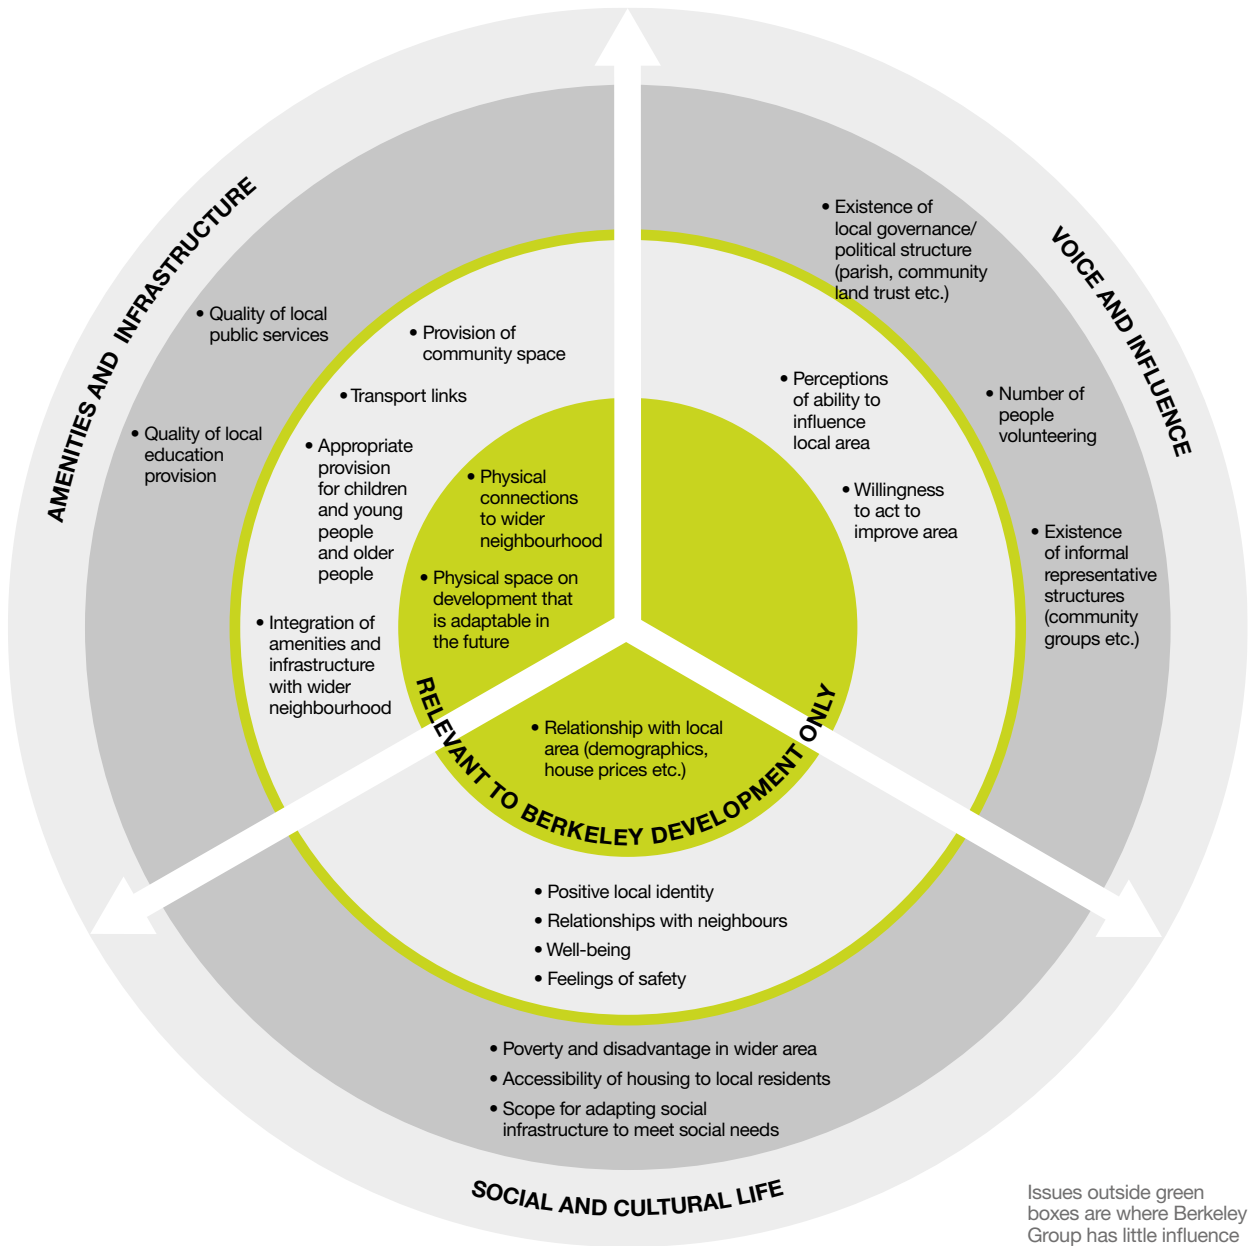 AMENITIES AND INFRASTRUCTURE
• Quality of local
public services
• Quality of local
education
provision
• Provision of
community space
• Transport links
• Appropriate
provision
for children
and young
people
and older
people
• Integration of
amenities and
infrastructure
with wider
neighbourhood
• Physical
connections
to wider
neighbourhood
• Physical space on
development that
is adaptable in
the future
VOICE AND INFLUENCE
• Existence of
local governance/
political structure
(parish, community
land trust etc.)
• Number of
people
volunteering
• Existence
of informal
representative
structures
(community
groups etc.)
• Perceptions
of ability to
influence
local area
• Willingness
to act to
improve area
• Relationship with local
area (demographics,
house prices etc.)
RELEVANT TO BERKELEY DEVELOPMENT ONLY
• Positive local identity
• Relationships with neighbours
• Well-being
• Feelings of safety
• Poverty and disadvantage in wider area
• Accessibility of housing to local residents
• Scope for adapting social
infrastructure to meet social needs
SOCIAL AND CULTURAL LIFE
Issues outside green
boxes are where Berkeley
Group has little influence